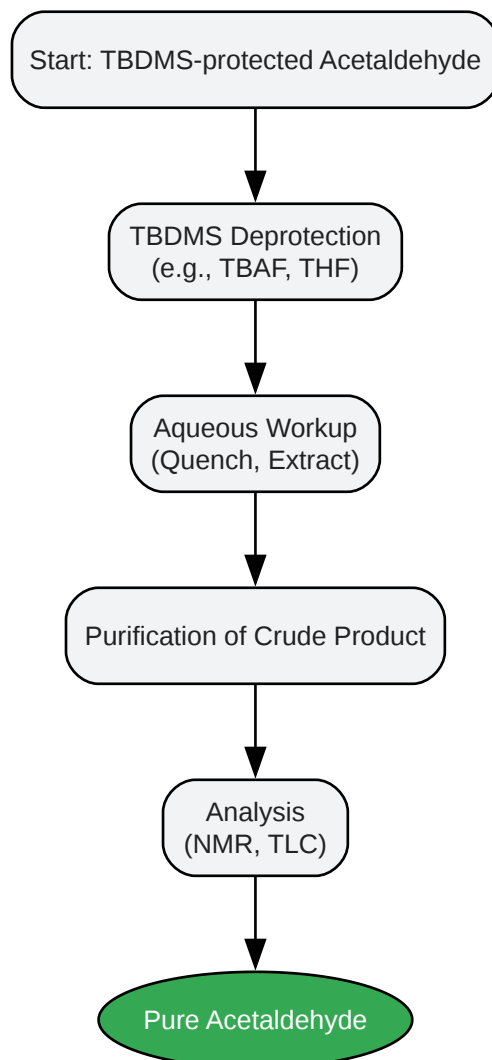 Start: TBDMS-protected Acetaldehyde
TBDMS Deprotection
(e.g., TBAF, THF)
Aqueous Workup
(Quench, Extract)
Purification of Crude Product
Analysis
(NMR, TLC)
Pure Acetaldehyde